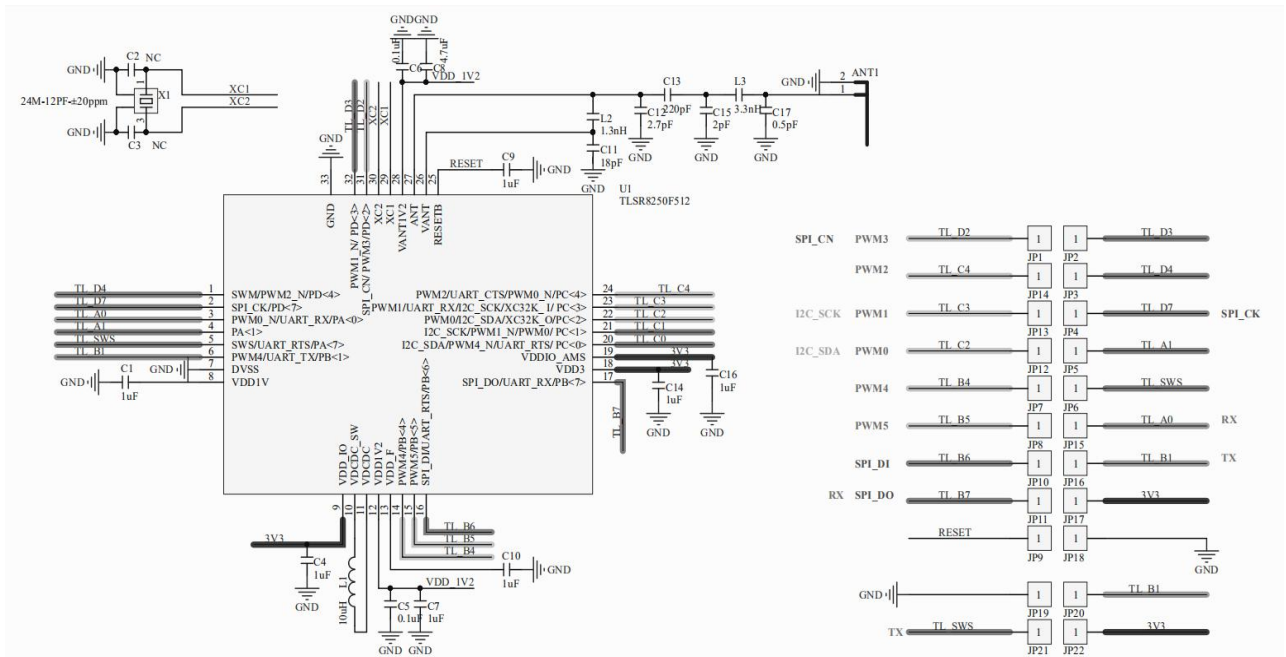 C2 NC
GND
XC1
24M-12PF-±20ppm
1
X1
3
XC2
GND
C3 NC
GND GND
0.1uF
4.7uF
C6 C8
VDD_1V2
TL_D3
TL_D2
XC2
XC1
C13
220pF
L3
3.3nH
GND
2
1
ANT1
L2
1.3nH
C12
2.7pF
C15
2pF
C17
0.5pF
C11
18pF
GND GND GND
GND
GND
RESET
C9
1uF
GND
U1
TLSR8250F512
33 GND
32 PWM1_N/ PD<3>
31 SPI_CN/ PWM3/PD<2>
30 XC2
29 XC1
28 VANT1V2
27 ANT
26 VANT
25 RESETB
TL_D4 1 SWM/PWM2_N/PD<4>
TL_D7 2 SPI_CK/PD<7>
TL_A0 3 PWM0_N/UART_RX/PA<0>
TL_A1 4 PA<1>
TL_SWS 5 SWS/UART_RTS/PA<7>
TL_B1 6 PWM4/UART_TX/PB<1>
7 DVSS
8 VDD1V
GND
C1
1uF
GND
PWM2/UART_CTS/PWM0_N/PC<4> 24 TL_C4
PWM1/UART_RX/I2C_SCK/XC32K_I/ PC<3> 23 TL_C3
PWM0/I2C_SDA/XC32K_O/PC<2> 22 TL_C2
I2C_SCK/PWM1_N/PWM0/ PC<1> 21 TL_C1
I2C_SDA/PWM4_N/UART_RTS/ PC<0> 20 TL_C0
VDDIO_AMS 19 3V3
VDD3 18 3V3
SPI_DO/UART_RX/PB<7> 17
TL_B7
C14
1uF
GND
C16
1uF
GND
9 VDD_IO
10 VDCDC_SW
11 VDCDC
12 VDD1V2
13 VDD_F
14 PWM4/PB<4>
15 PWM5/PB<5>
16 SPI_DI/UART_RTS/PB<6>
3V3
C4
1uF
GND
L1
10uH
TL_B6
TL_B5
TL_B4
C10
1uF
GND
VDD_1V2
C5
0.1uF
C7
1uF
GND GND
SPI_CN PWM3 TL_D2 1 1 TL_D3
JP1 JP2
PWM2 TL_C4 1 1 TL_D4
JP14 JP3
I2C_SCK PWM1 TL_C3 1 1 TL_D7 SPI_CK
JP13 JP4
I2C_SDA PWM0 TL_C2 1 1 TL_A1
JP12 JP5
PWM4 TL_B4 1 1 TL_SWS
JP7 JP6
PWM5 TL_B5 1 1 TL_A0 RX
JP8 JP15
SPI_DI TL_B6 1 1 TL_B1 TX
JP10 JP16
RX SPI_DO TL_B7 1 1 3V3
JP11 JP17
RESET 1 1
JP9 JP18
GND
GND 1 1 TL_B1
JP19 JP20
TX TL_SWS 1 1 3V3
JP21 JP22